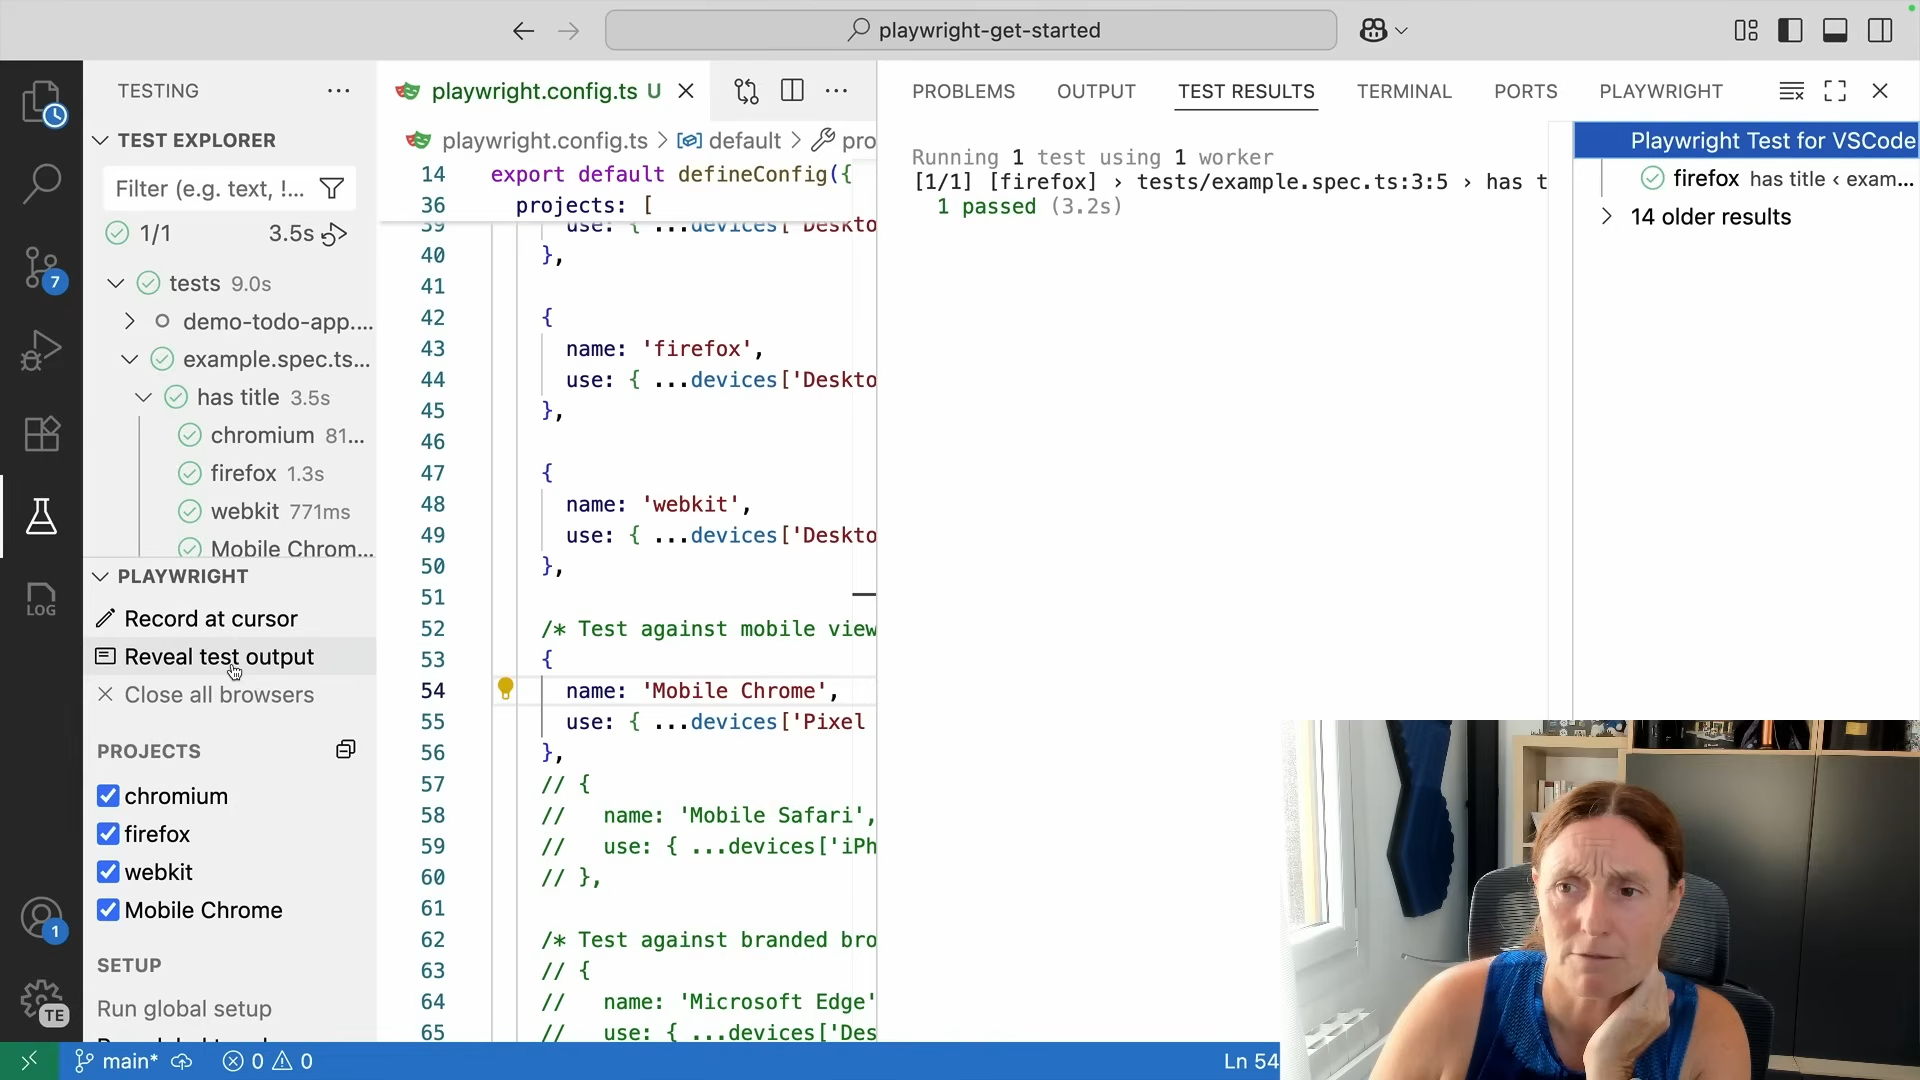 playwright-get-started
TESTING
TEST EXPLORER
Filter (e.g. text, !...
1/1 3.5s
tests 9.0s
demo-todo-app....
example.spec.ts...
has title 3.5s
chromium 81...
firefox 1.3s
webkit 771ms
Mobile Chrom...
PLAYWRIGHT
Record at cursor
Reveal test output
Close all browsers
PROJECTS
chromium
firefox
webkit
Mobile Chrome
SETUP
Run global setup
7
LOG
1
TE
main* 0 0
Ln 54
playwright.config.ts U
playwright.config.ts > default > pro
14 export default defineConfig({
36 projects: [
39 use: { ...devices['Deskto
40 },
41
42 {
43 name: 'firefox',
44 use: { ...devices['Deskto
45 },
46
47 {
48 name: 'webkit',
49 use: { ...devices['Deskto
50 },
51
52 /* Test against mobile view
53 {
54 name: 'Mobile Chrome',
55 use: { ...devices['Pixel
56 },
57 // {
58 //   name: 'Mobile Safari',
59 //   use: { ...devices['iPh
60 // },
61
62 /* Test against branded bro
63 // {
64 //   name: 'Microsoft Edge'
65 //   use: { ...devices['Des
PROBLEMS OUTPUT TEST RESULTS TERMINAL PORTS PLAYWRIGHT
Running 1 test using 1 worker
[1/1] [firefox] › tests/example.spec.ts:3:5 › has t
1 passed (3.2s)
Playwright Test for VSCode
firefox has title ‹ exam...
14 older results